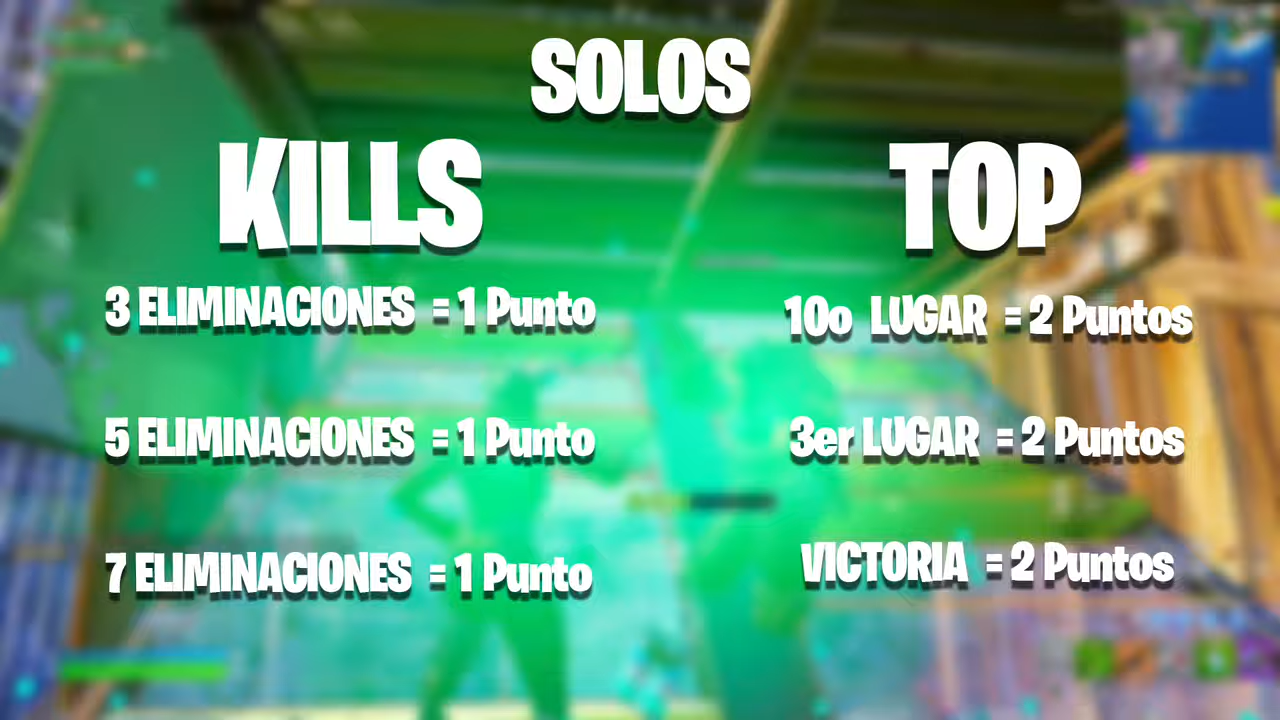 SOLOS
KILLS
3 ELIMINACIONES = 1 Punto
5 ELIMINACIONES = 1 Punto
7 ELIMINACIONES = 1 Punto
TOP
10o LUGAR = 2 Puntos
3er LUGAR = 2 Puntos
VICTORIA = 2 Puntos